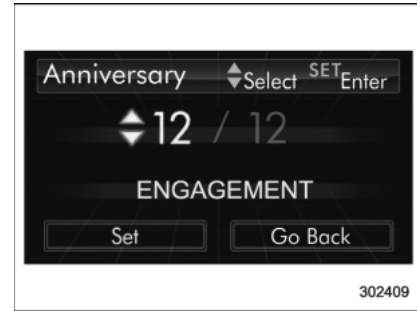 Anniversary Select SET Enter
12 / 12
ENGAGEMENT
Set Go Back
302409